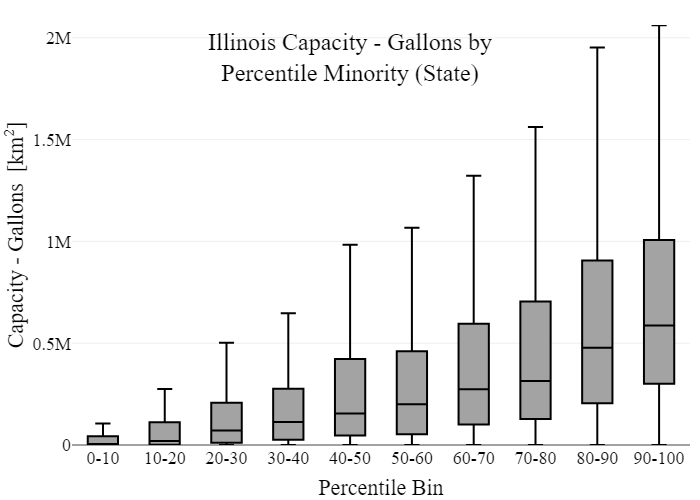 Illinois Capacity - Gallons by
Percentile Minority (State)
Capacity - Gallons [km²]
2M
1.5M
1M
0.5M
0
0-10 10-20 20-30 30-40 40-50 50-60 60-70 70-80 80-90 90-100
Percentile Bin